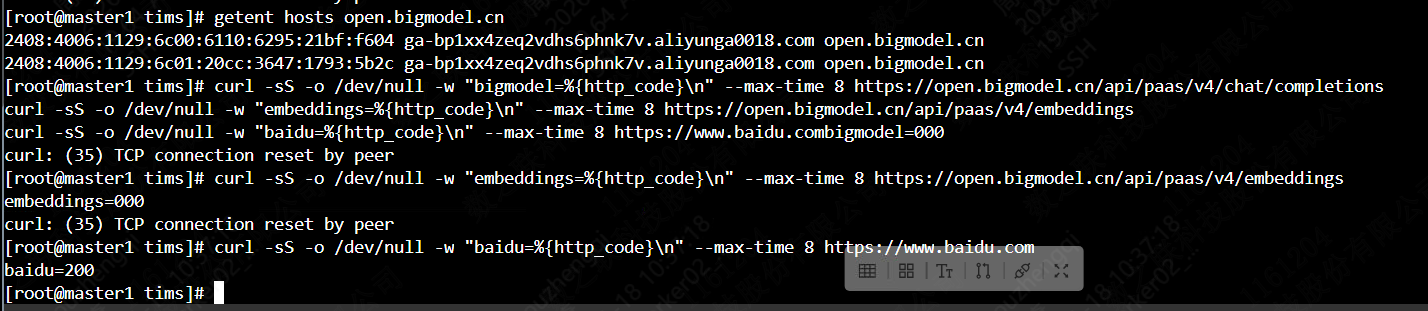 [root@master1 tims]# getent hosts open.bigmodel.cn
2408:4006:1129:6c00:6110:6295:21bf:f604 ga-bp1xx4zeq2vdhs6phnk7v.aliyunga0018.com open.bigmodel.cn
2408:4006:1129:6c01:20cc:3647:1793:5b2c ga-bp1xx4zeq2vdhs6phnk7v.aliyunga0018.com open.bigmodel.cn
[root@master1 tims]# curl -sS -o /dev/null -w "bigmodel=%{http_code}\n" --max-time 8 https://open.bigmodel.cn/api/paas/v4/chat/completions
curl -sS -o /dev/null -w "embeddings=%{http_code}\n" --max-time 8 https://open.bigmodel.cn/api/paas/v4/embeddings
curl -sS -o /dev/null -w "baidu=%{http_code}\n" --max-time 8 https://www.baidu.combigmodel=000
curl: (35) TCP connection reset by peer
[root@master1 tims]# curl -sS -o /dev/null -w "embeddings=%{http_code}\n" --max-time 8 https://open.bigmodel.cn/api/paas/v4/embeddings
embeddings=000
curl: (35) TCP connection reset by peer
[root@master1 tims]# curl -sS -o /dev/null -w "baidu=%{http_code}\n" --max-time 8 https://www.baidu.com
baidu=200
[root@master1 tims]#